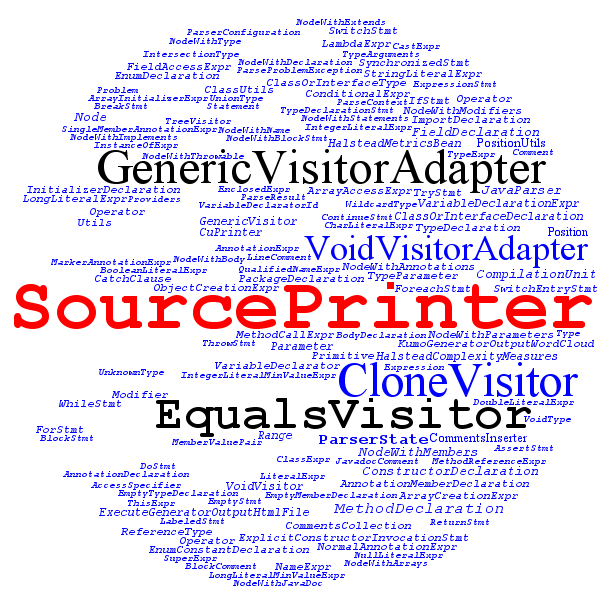 NodeWithExtends
ParserConfiguration SwitchStmt
NodeWithType LambdaExpr CastExpr
IntersectionType TypeArguments
FieldAccessExpr NodeWithDeclaration SynchronizedStmt
EnumDeclaration ParseProblemException StringLiteralExpr
ClassOrInterfaceType ExpressionStmt
Problem ClassUtils ConditionalExpr
ArrayInitializerExpr UnionType ParseContext IfStmt Operator
BreakStmt Statement TypeDeclarationStmt NodeWithModifiers
Node TreeVisitor NodeWithStatements ImportDeclaration
SingleMemberAnnotationExpr NodeWithName IntegerLiteralExpr FieldDeclaration
NodeWithImplements NodeWithBlockStmt HalsteadMetricsBean PositionUtils
InstanceOfExpr
NodeWithThrowable TypeExpr Comment
GenericVisitorAdapter
InitializerDeclaration EnclosedExpr ArrayAccessExpr TryStmt JavaParser
LongLiteralExpr Providers ParseResult
VariableDeclaratorId WildcardType VariableDeclarationExpr
Operator ContinueStmt ClassOrInterfaceDeclaration
Utils GenericVisitor CharLiteralExpr TypeDeclaration
CuPrinter Position
AnnotationExpr VoidVisitorAdapter
MarkerAnnotationExpr NodeWithBody LineComment
BooleanLiteralExpr QualifiedNameExpr NodeWithAnnotations
CatchClause PackageDeclaration TypeParameter CompilationUnit
ObjectCreationExpr ForeachStmt SwitchEntryStmt
SourcePrinter
MethodCallExpr BodyDeclaration NodeWithParameters Type
ThrowStmt Parameter KumoGeneratorOutputWordCloud
Primitive HalsteadComplexityMeasures
VariableDeclarator Expression
UnknownType IntegerLiteralMinValueExpr
CloneVisitor
Modifier DoubleLiteralExpr
WhileStmt EqualsVisitor VoidType
ForStmt Range ParserState CommentsInserter
BlockStmt MemberValuePair AssertStmt
NodeWithMembers
ClassExpr JavadocComment MethodReferenceExpr
DoStmt ConstructorDeclaration
AnnotationDeclaration LiteralExpr
AccessSpecifier VoidVisitor AnnotationMemberDeclaration
EmptyTypeDeclaration EmptyMemberDeclaration ArrayCreationExpr
ThisExpr EmptyStmt
ExecuteGeneratorOutputHtmlFile MethodDeclaration
LabeledStmt CommentsCollection ReturnStmt
ReferenceType ExplicitConstructorInvocationStmt
Operator NormalAnnotationExpr
EnumConstantDeclaration NullLiteralExpr
SuperExpr NodeWithArrays
BlockComment NameExpr
LongLiteralMinValueExpr
NodeWithJavaDoc